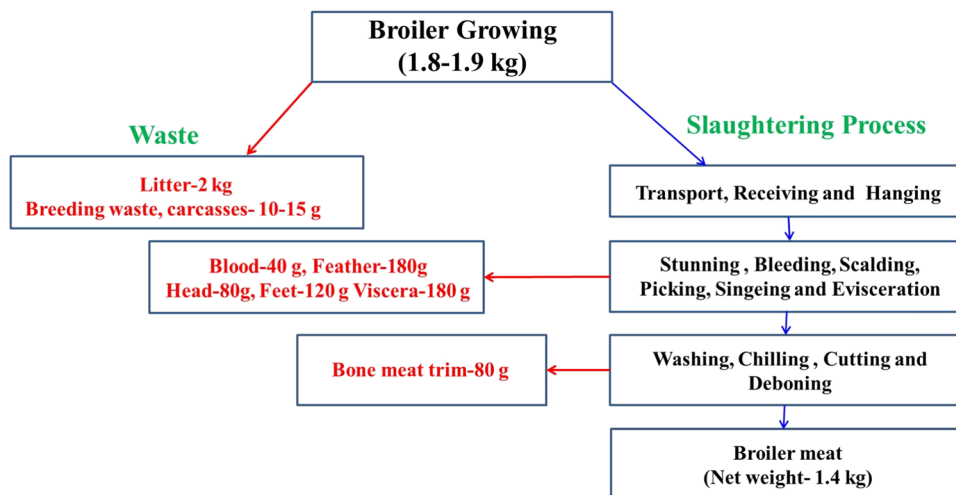 Broiler Growing
(1.8-1.9 kg)
Waste
Slaughtering Process
Litter-2 kg
Breeding waste, carcasses- 10-15 g
Transport, Receiving and Hanging
Blood-40 g, Feather-180g
Head-80g, Feet-120 g Viscera-180 g
Stunning , Bleeding, Scalding,
Picking, Singeing and Evisceration
Bone meat trim-80 g
Washing, Chilling , Cutting and
Deboning
Broiler meat
(Net weight- 1.4 kg)